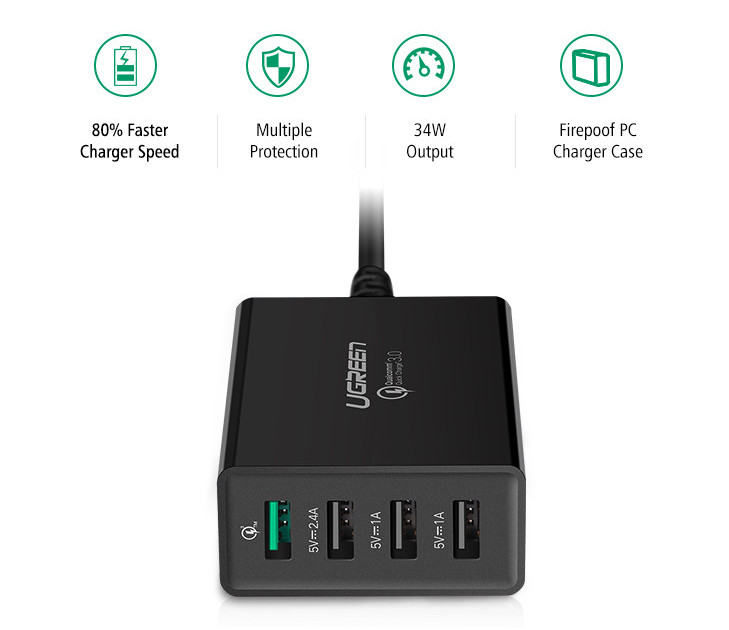 80% Faster
Charger Speed
Multiple
Protection
34W
Output
Firepoof PC
Charger Case
UGREEN
Qualcomm
Quick Charge 3.0
TM
5V⎓2.4A
5V⎓1A
5V⎓1A